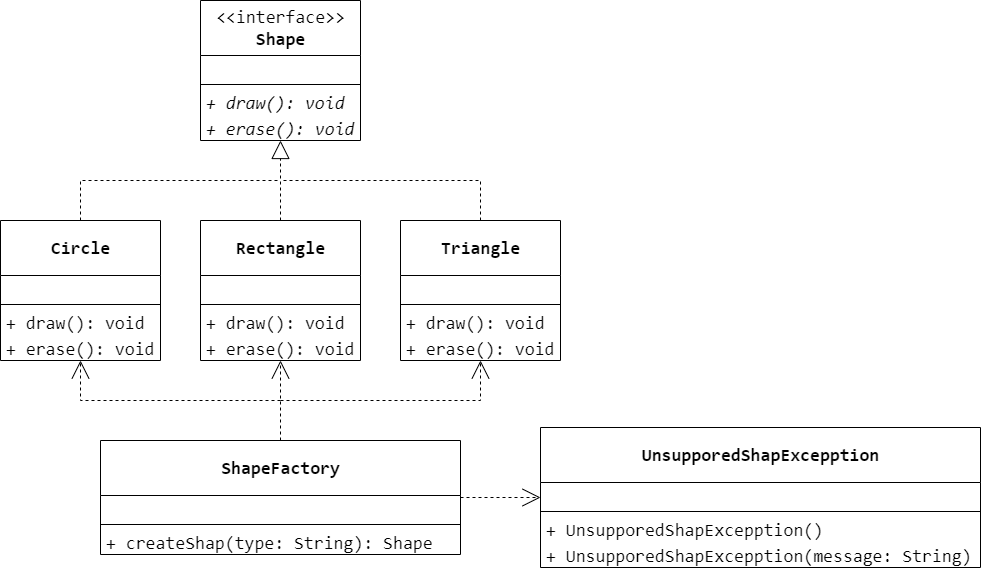 <<interface>>
Shape
+ draw(): void
+ erase(): void
Circle
+ draw(): void
+ erase(): void
Rectangle
+ draw(): void
+ erase(): void
Triangle
+ draw(): void
+ erase(): void
ShapeFactory
+ createShap(type: String): Shape
UnsupporedShapExcepption
+ UnsupporedShapExcepption()
+ UnsupporedShapExcepption(message: String)